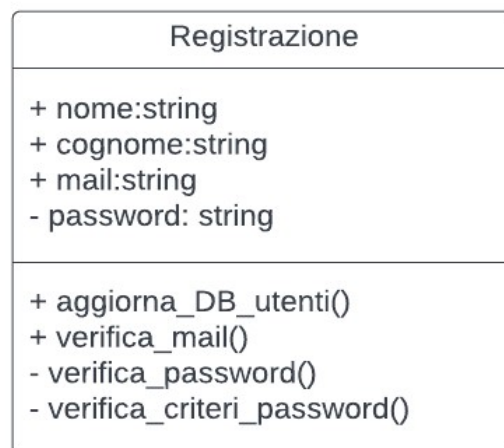 Registrazione
+ nome:string
+ cognome:string
+ mail:string
- password: string
+ aggiorna_DB_utenti()
+ verifica_mail()
- verifica_password()
- verifica_criteri_password()